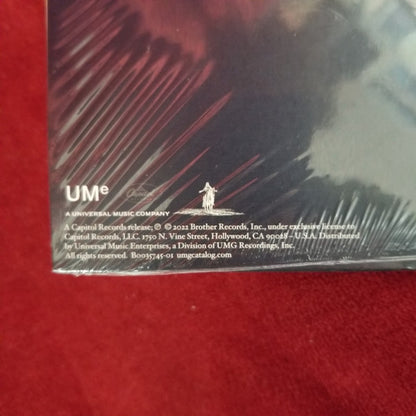 UMe
Capitol
A UNIVERSAL MUSIC COMPANY
A Capitol Records release; ℗ © 2022 Brother Records, Inc., under exclusive license to
Capitol Records, LLC. 1750 N. Vine Street, Hollywood, CA 90028 – U.S.A. Distributed
by Universal Music Enterprises, a Division of UMG Recordings, Inc.
All rights reserved. B0035745-01 umgcatalog.com